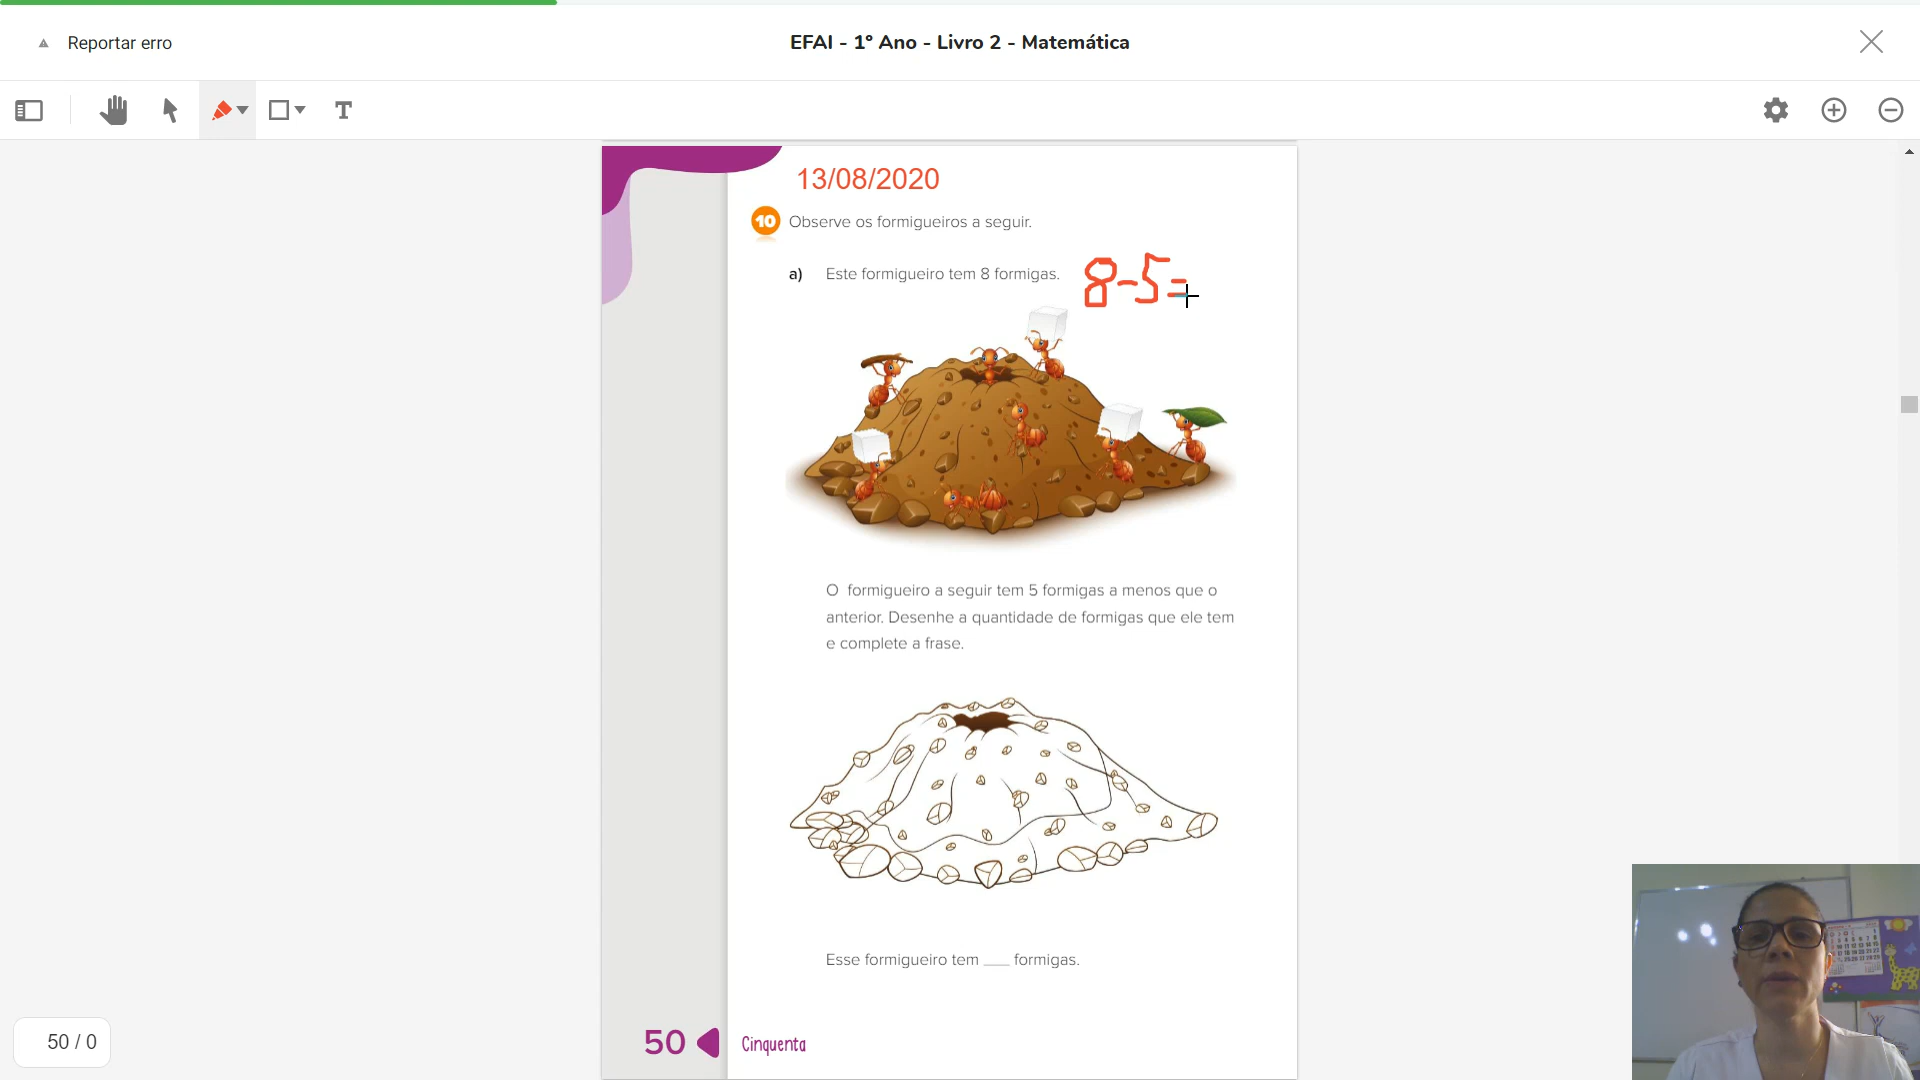 Reportar erro
EFAI - 1º Ano - Livro 2 - Matemática
T
13/08/2020
10 Observe os formigueiros a seguir.
a) Este formigueiro tem 8 formigas.
8-5=
O formigueiro a seguir tem 5 formigas a menos que o
anterior. Desenhe a quantidade de formigas que ele tem
e complete a frase.
Esse formigueiro tem ___ formigas.
50 / 0
50 Cinquenta